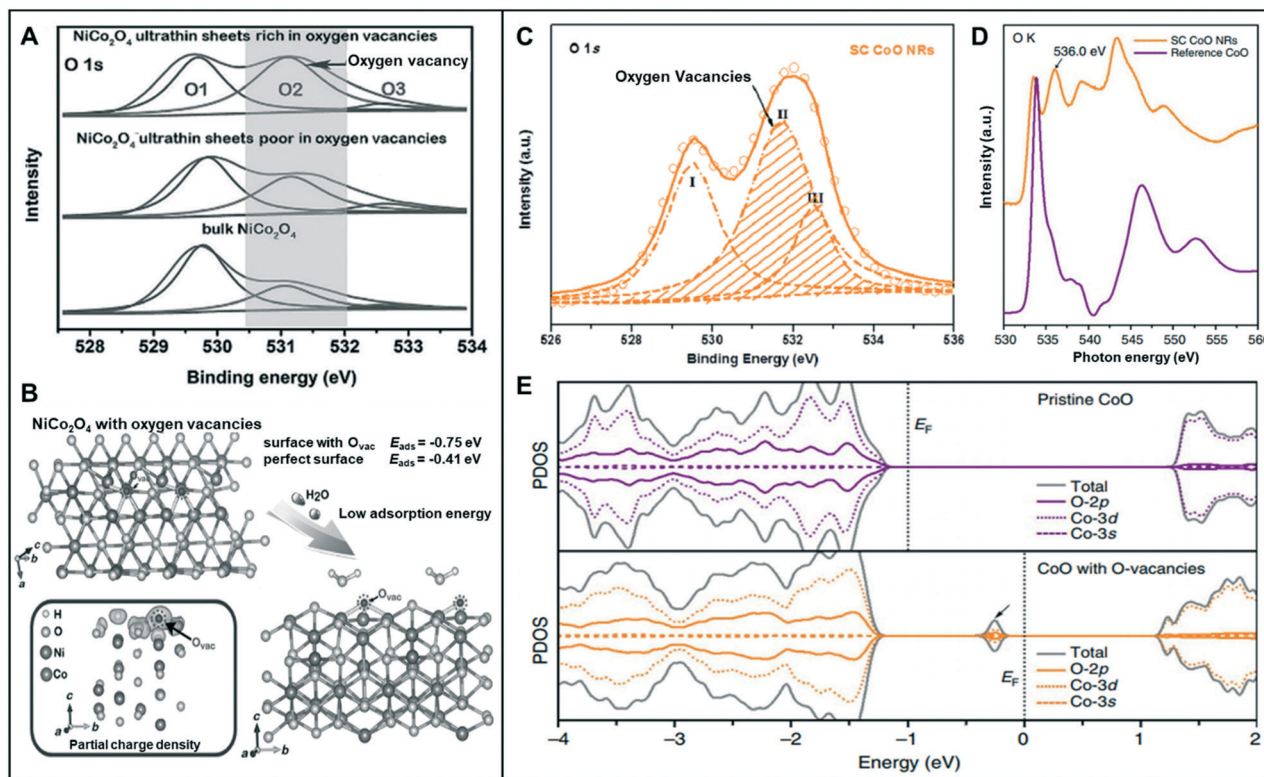 A
NiCo2O4 ultrathin sheets rich in oxygen vacancies
O 1s
Oxygen vacancy
O1
O2
O3
NiCo2O4 ultrathin sheets poor in oxygen vacancies
bulk NiCo2O4
Intensity
528 529 530 531 532 533 534
Binding energy (eV)
B
NiCo2O4 with oxygen vacancies
surface with Ovac Eads = -0.75 eV
perfect surface Eads = -0.41 eV
Ovac
H2O
Low adsorption energy
c
b
a
H
O
Ni
Co
Ovac
c
a b
Partial charge density
Ovac
c
a b
C
O 1s
SC CoO NRs
Oxygen Vacancies
I
II
III
Intensity (a.u.)
526 528 530 532 534 536
Binding Energy (eV)
D
O K
536.0 eV
SC CoO NRs
Reference CoO
Intensity (a.u.)
530 535 540 545 550 555 560
Photon energy (eV)
E
Pristine CoO
EF
PDOS
Total
O-2p
Co-3d
Co-3s
CoO with O-vacancies
EF
PDOS
Total
O-2p
Co-3d
Co-3s
−4 −3 −2 −1 0 1 2
Energy (eV)